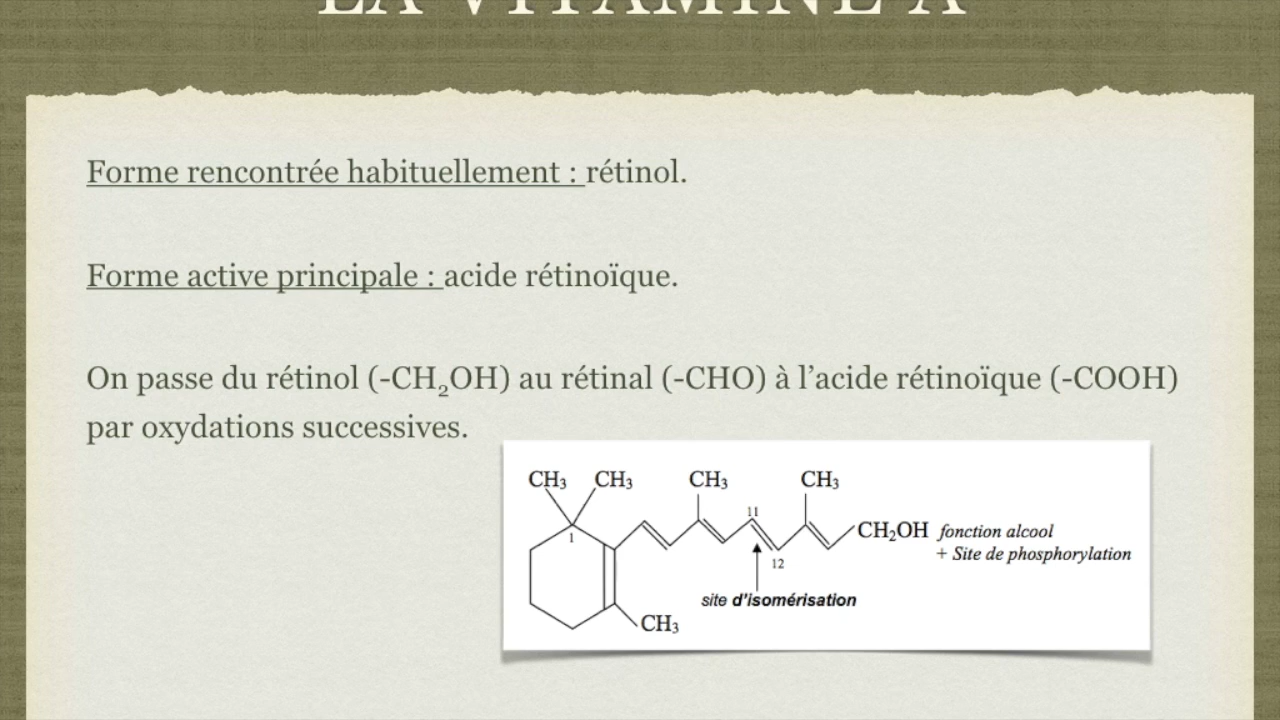 LA VITAMINE A
Forme rencontrée habituellement : rétinol.
Forme active principale : acide rétinoïque.
On passe du rétinol (-CH₂OH) au rétinal (-CHO) à l’acide rétinoïque (-COOH)
par oxydations successives.
CH₃ CH₃ CH₃ CH₃
11
CH₂OH fonction alcool
1
+ Site de phosphorylation
12
site d'isomérisation
CH₃